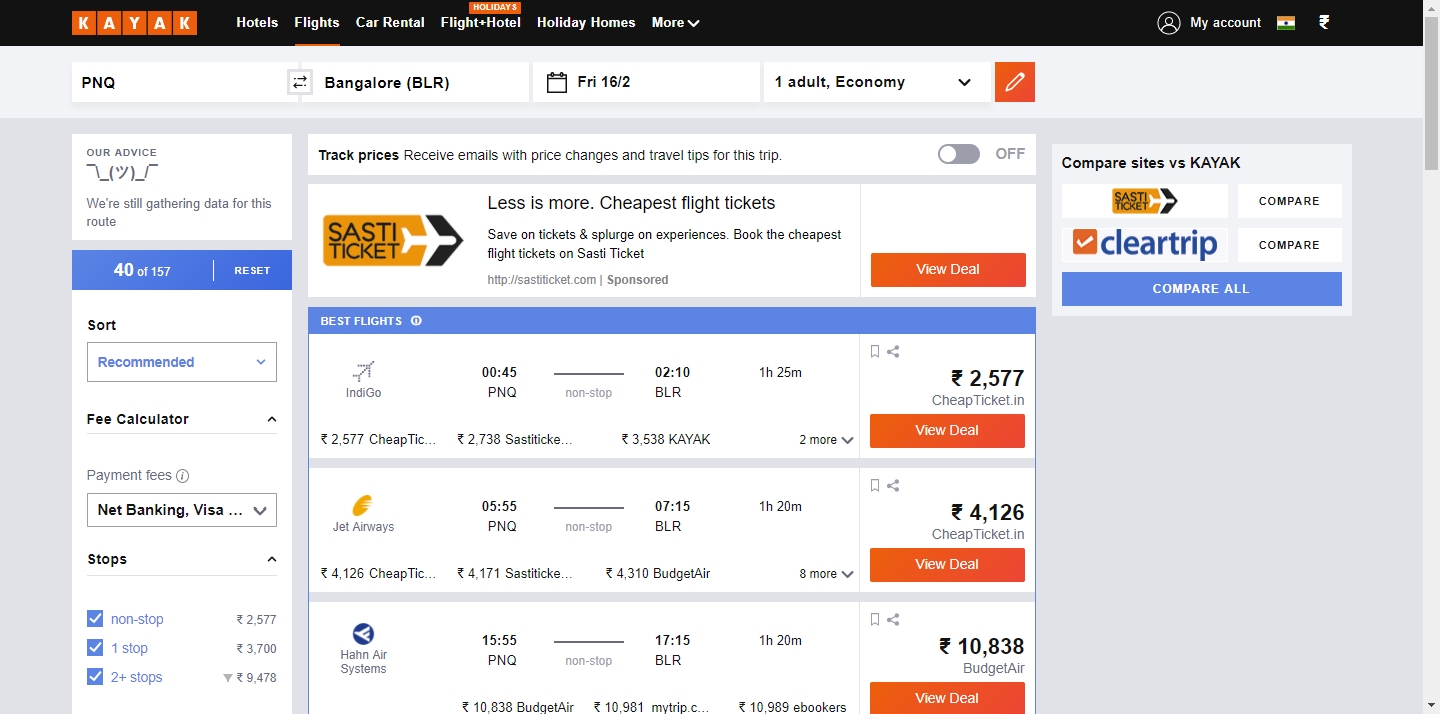 KAYAK
Hotels
Flights
Car Rental
HOLIDAYS
Flight+Hotel
Holiday Homes
More
My account
₹
PNQ
Bangalore (BLR)
Fri 16/2
1 adult, Economy
OUR ADVICE
¯\_(ツ)_/¯
We're still gathering data for this
route
40 of 157
RESET
Sort
Recommended
Fee Calculator
Payment fees
Net Banking, Visa ...
Stops
non-stop ₹ 2,577
1 stop ₹ 3,700
2+ stops ₹ 9,478
Track prices Receive emails with price changes and travel tips for this trip.
OFF
SASTI
TICKET
Less is more. Cheapest flight tickets
Save on tickets & splurge on experiences. Book the cheapest
flight tickets on Sasti Ticket
http://sastiticket.com | Sponsored
View Deal
BEST FLIGHTS
IndiGo
00:45 02:10 1h 25m
PNQ non-stop BLR
₹ 2,577 CheapTic... ₹ 2,738 Sastiticke... ₹ 3,538 KAYAK 2 more
₹ 2,577
CheapTicket.in
View Deal
Jet Airways
05:55 07:15 1h 20m
PNQ non-stop BLR
₹ 4,126 CheapTic... ₹ 4,171 Sastiticke... ₹ 4,310 BudgetAir 8 more
₹ 4,126
CheapTicket.in
View Deal
Hahn Air
Systems
15:55 17:15 1h 20m
PNQ non-stop BLR
₹ 10,838 BudgetAir ₹ 10,981 mytrip.c... ₹ 10,989 ebookers
₹ 10,838
BudgetAir
View Deal
Compare sites vs KAYAK
SASTI
TICKET
COMPARE
cleartrip
COMPARE
COMPARE ALL